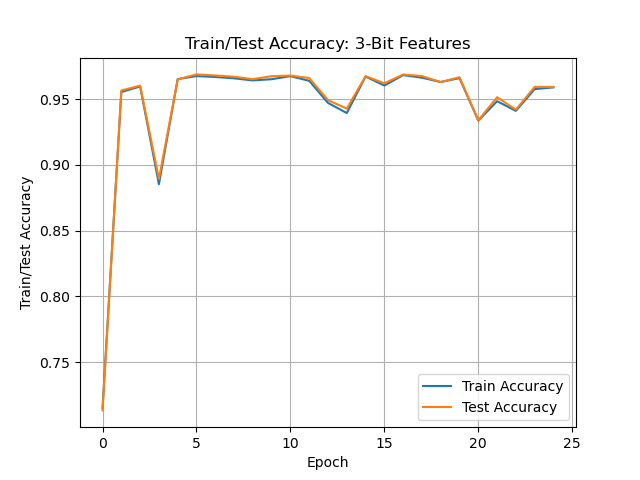 Train/Test Accuracy: 3-Bit Features
0.95
0.90
0.85
0.80
0.75
Train/Test Accuracy
Train Accuracy
Test Accuracy
0 5 10 15 20 25
Epoch